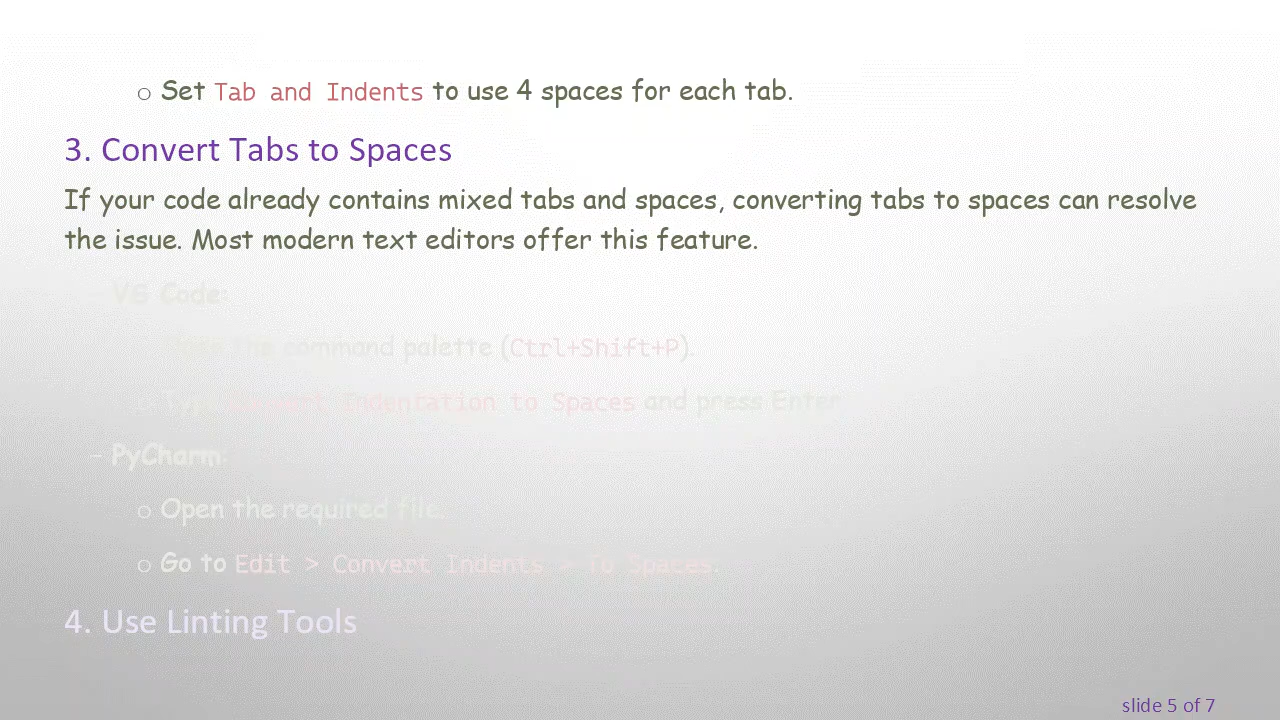 o Set Tab and Indents to use 4 spaces for each tab.
3. Convert Tabs to Spaces
If your code already contains mixed tabs and spaces, converting tabs to spaces can resolve
the issue. Most modern text editors offer this feature.
VS Code:
the command palette (Ctrl+Shift+P).
Indentation to Spaces and press Enter
- PyCharm:
o Open the required file.
o Go to Edit > Convert Indents > To Spaces.
4. Use Linting Tools
slide 5 of 7